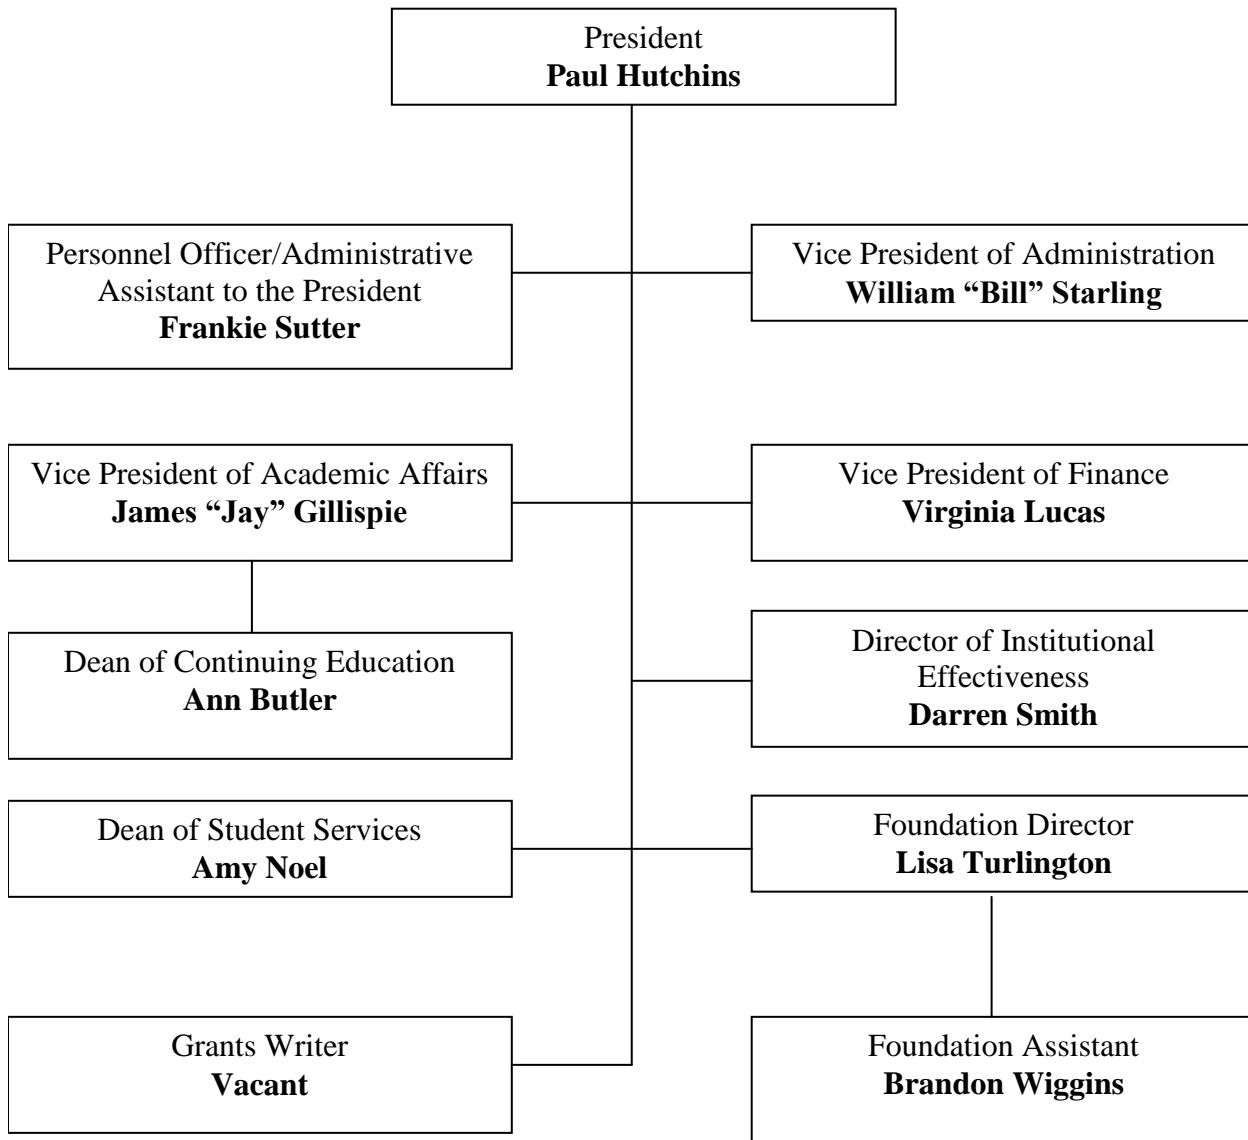 President
Paul Hutchins
Personnel Officer/Administrative
Assistant to the President
Frankie Sutter
Vice President of Administration
William “Bill” Starling
Vice President of Academic Affairs
James “Jay” Gillispie
Vice President of Finance
Virginia Lucas
Dean of Continuing Education
Ann Butler
Director of Institutional
Effectiveness
Darren Smith
Dean of Student Services
Amy Noel
Foundation Director
Lisa Turlington
Grants Writer
Vacant
Foundation Assistant
Brandon Wiggins